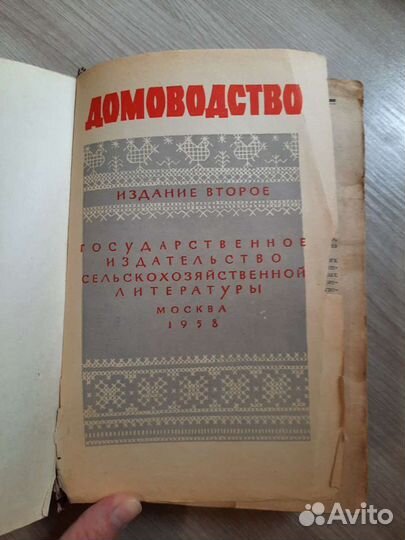 ДОМОВОДСТВО
ИЗДАНИЕ ВТОРОЕ
ГОСУДАРСТВЕННОЕ
ИЗДАТЕЛЬСТВО
СЕЛЬСКОХОЗЯЙСТВЕННОЙ
ЛИТЕРАТУРЫ
МОСКВА
1958
Avito